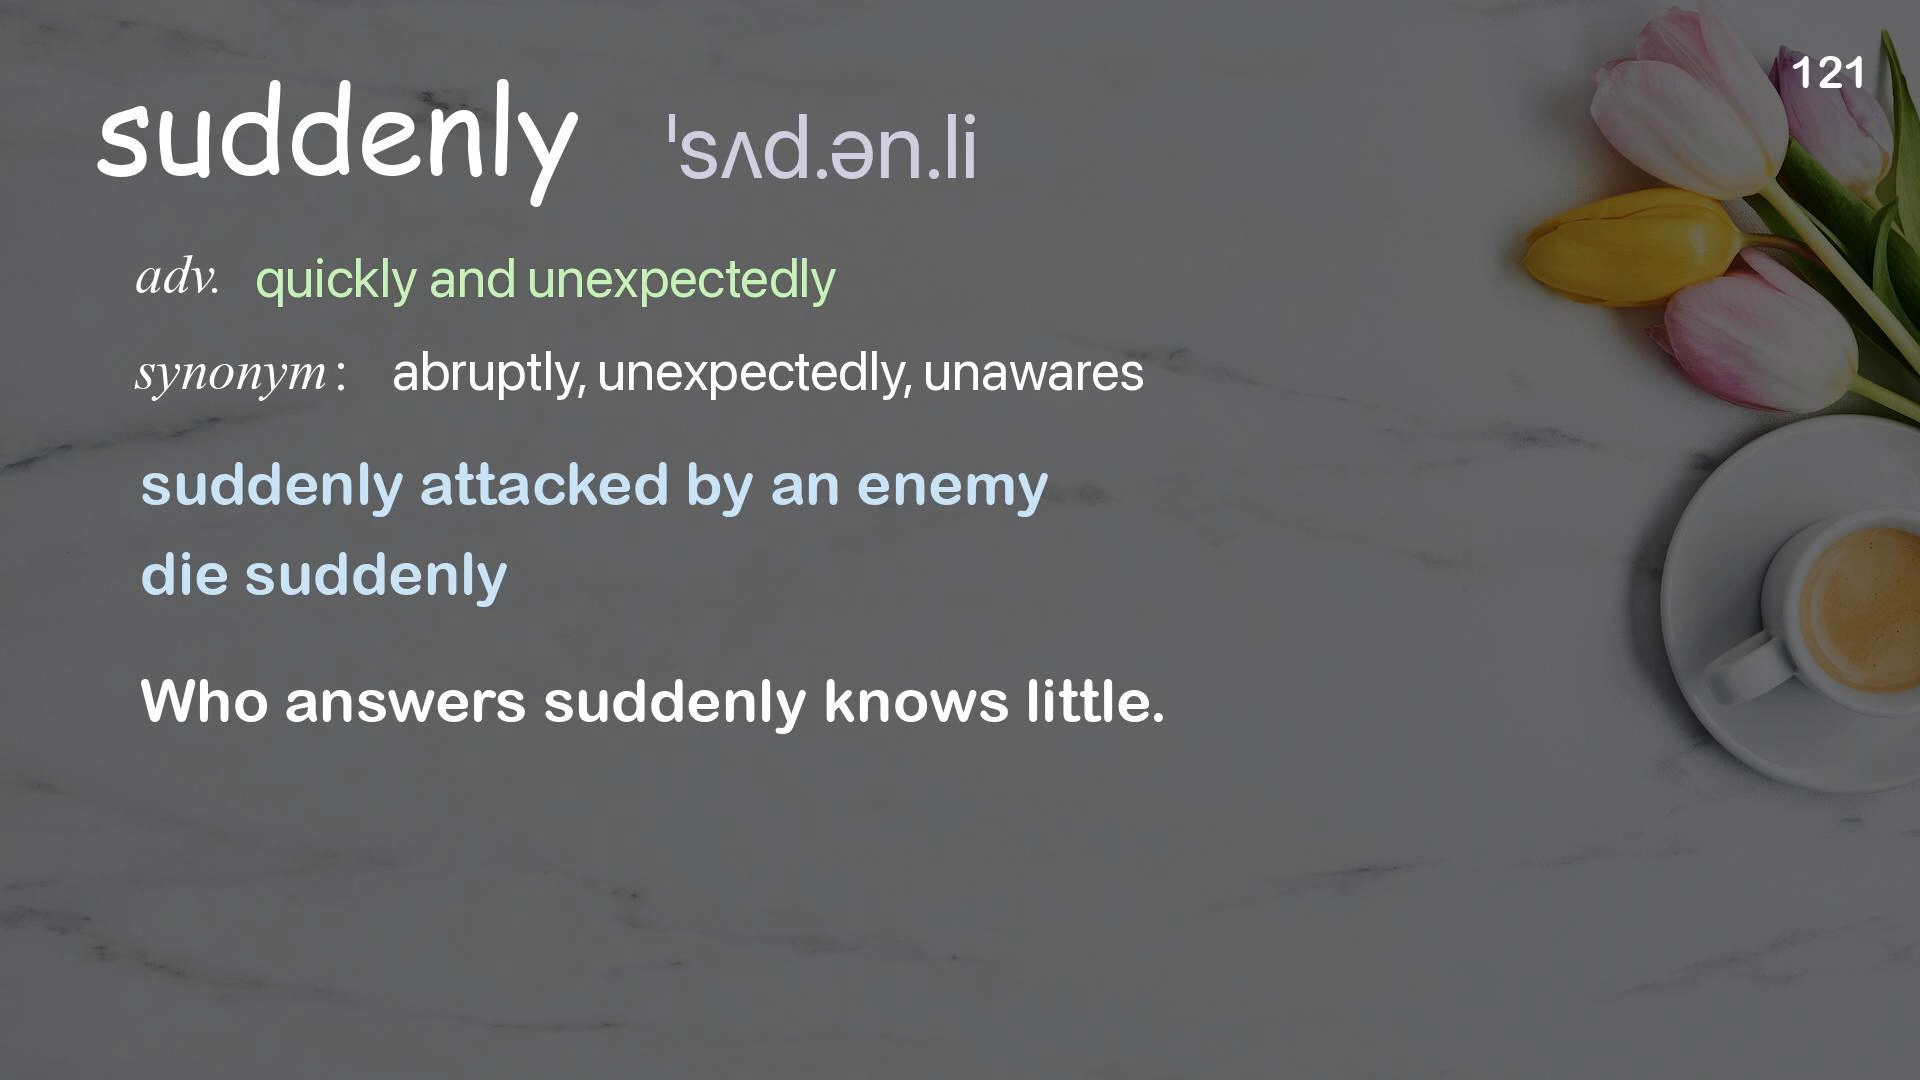 121
suddenly ˈsʌd.ən.li
adv. quickly and unexpectedly
synonym : abruptly, unexpectedly, unawares
suddenly attacked by an enemy
die suddenly
Who answers suddenly knows little.